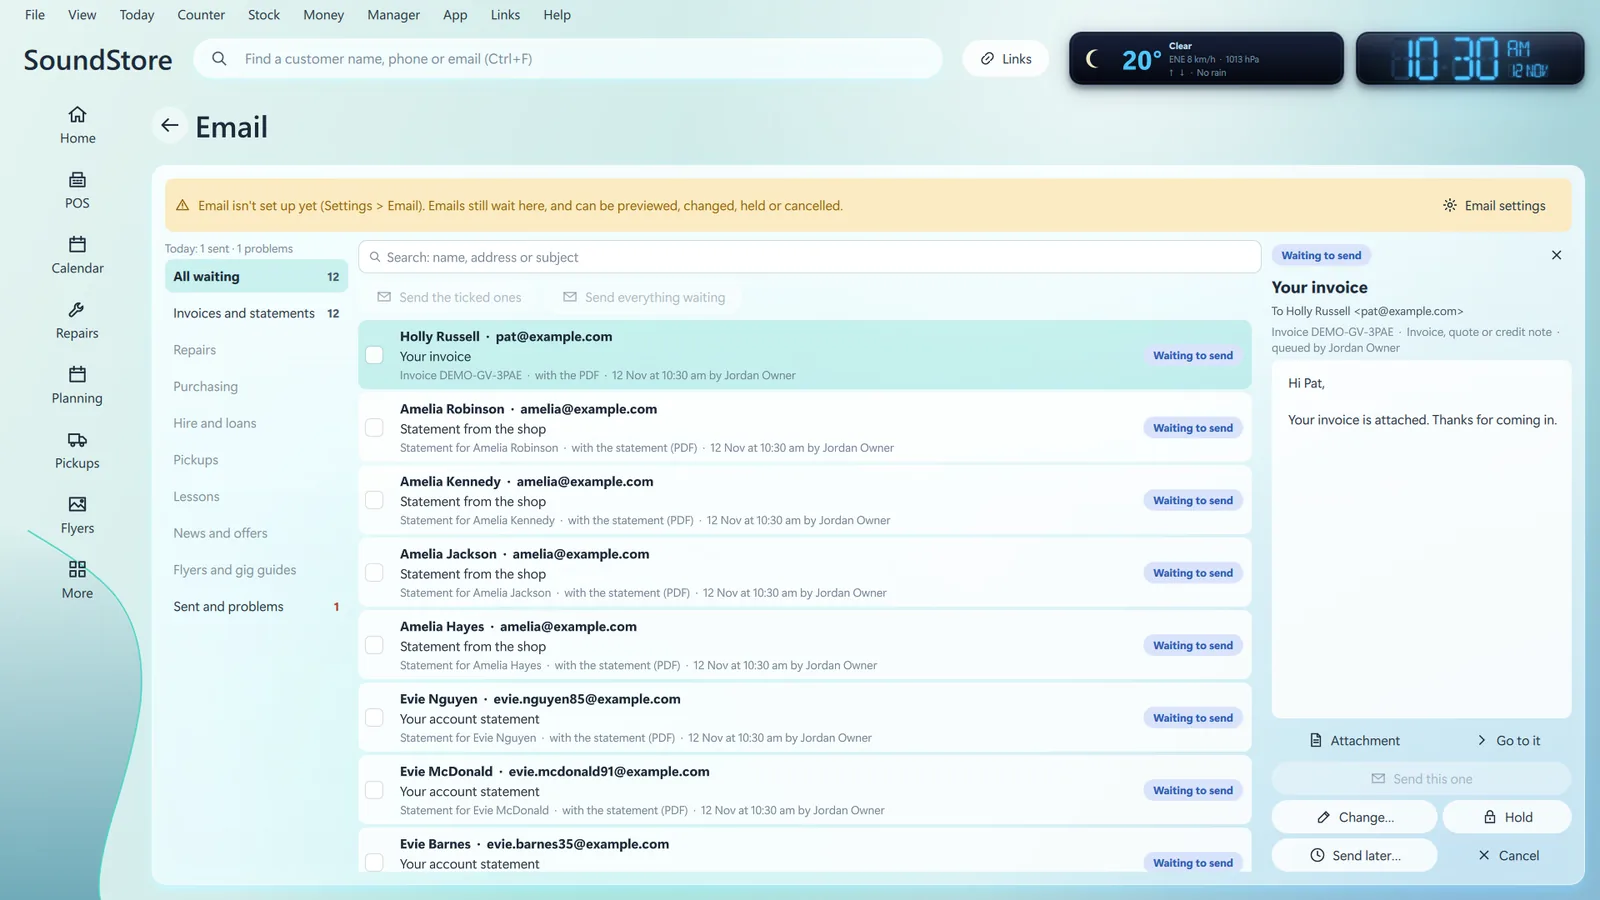 File View Today Counter Stock Money Manager App Links Help
SoundStore
Find a customer name, phone or email (Ctrl+F)
Links
20°
Clear
ENE 8 km/h · 1013 hPa
↑ ↓ · No rain
10:30 AM
12 NOV
Home
POS
Calendar
Repairs
Planning
Pickups
Flyers
More
Email
Email isn't set up yet (Settings > Email). Emails still wait here, and can be previewed, changed, held or cancelled.
Email settings
Today: 1 sent · 1 problems
All waiting 12
Invoices and statements 12
Repairs
Purchasing
Hire and loans
Pickups
Lessons
News and offers
Flyers and gig guides
Sent and problems 1
Search: name, address or subject
Send the ticked ones
Send everything waiting
Holly Russell · pat@example.com
Your invoice
Invoice DEMO-GV-3PAE · with the PDF · 12 Nov at 10:30 am by Jordan Owner
Waiting to send
Amelia Robinson · amelia@example.com
Statement from the shop
Statement for Amelia Robinson · with the statement (PDF) · 12 Nov at 10:30 am by Jordan Owner
Waiting to send
Amelia Kennedy · amelia@example.com
Statement from the shop
Statement for Amelia Kennedy · with the statement (PDF) · 12 Nov at 10:30 am by Jordan Owner
Waiting to send
Amelia Jackson · amelia@example.com
Statement from the shop
Statement for Amelia Jackson · with the statement (PDF) · 12 Nov at 10:30 am by Jordan Owner
Waiting to send
Amelia Hayes · amelia@example.com
Statement from the shop
Statement for Amelia Hayes · with the statement (PDF) · 12 Nov at 10:30 am by Jordan Owner
Waiting to send
Evie Nguyen · evie.nguyen85@example.com
Your account statement
Statement for Evie Nguyen · with the statement (PDF) · 12 Nov at 10:30 am by Jordan Owner
Waiting to send
Evie McDonald · evie.mcdonald91@example.com
Your account statement
Statement for Evie McDonald · with the statement (PDF) · 12 Nov at 10:30 am by Jordan Owner
Waiting to send
Evie Barnes · evie.barnes35@example.com
Your account statement
Waiting to send
Waiting to send
Your invoice
To Holly Russell <pat@example.com>
Invoice DEMO-GV-3PAE · Invoice, quote or credit note ·
queued by Jordan Owner
Hi Pat,
Your invoice is attached. Thanks for coming in.
Attachment
Go to it
Send this one
Change...
Hold
Send later...
Cancel